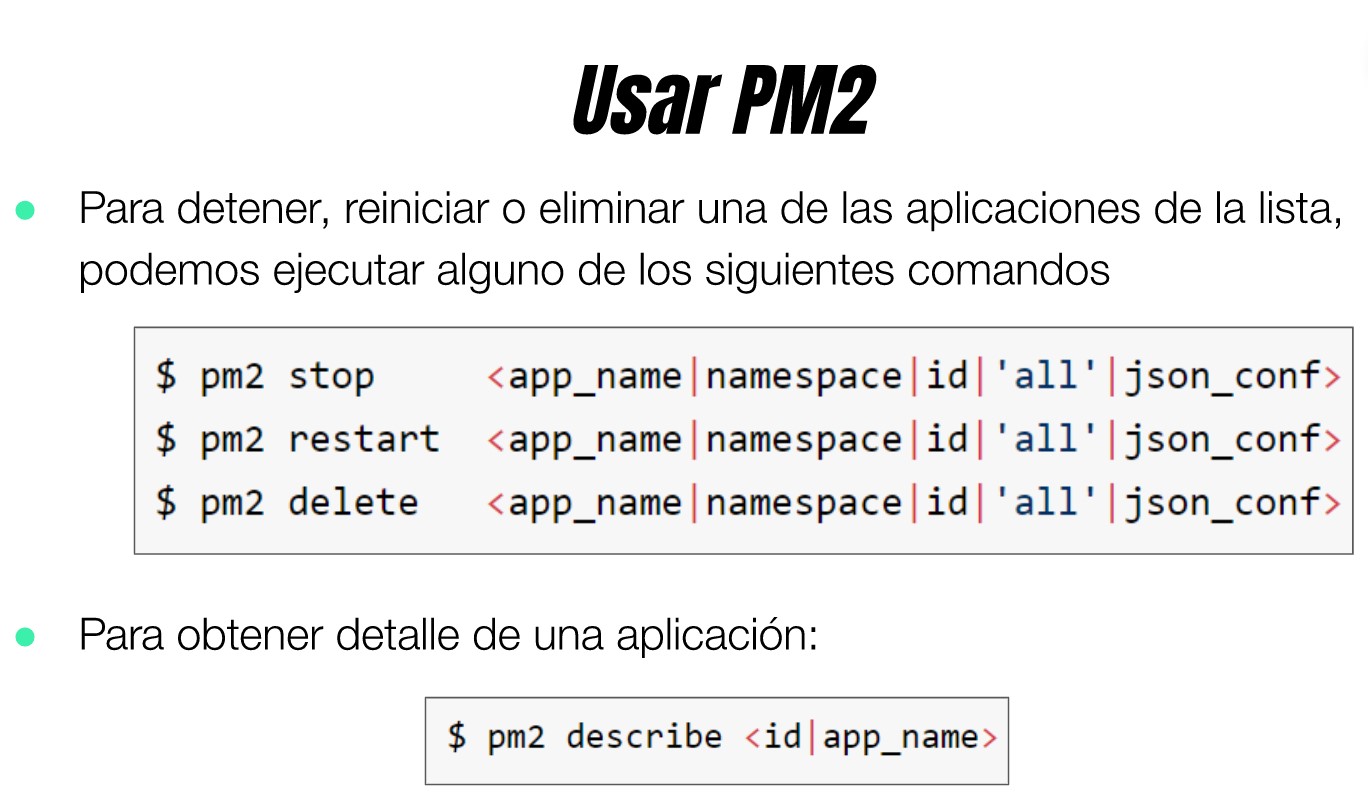 Usar PM2
Para detener, reiniciar o eliminar una de las aplicaciones de la lista,
podemos ejecutar alguno de los siguientes comandos
$ pm2 stop     <app_name|namespace|id|'all'|json_conf>
$ pm2 restart  <app_name|namespace|id|'all'|json_conf>
$ pm2 delete   <app_name|namespace|id|'all'|json_conf>
Para obtener detalle de una aplicación:
$ pm2 describe <id|app_name>